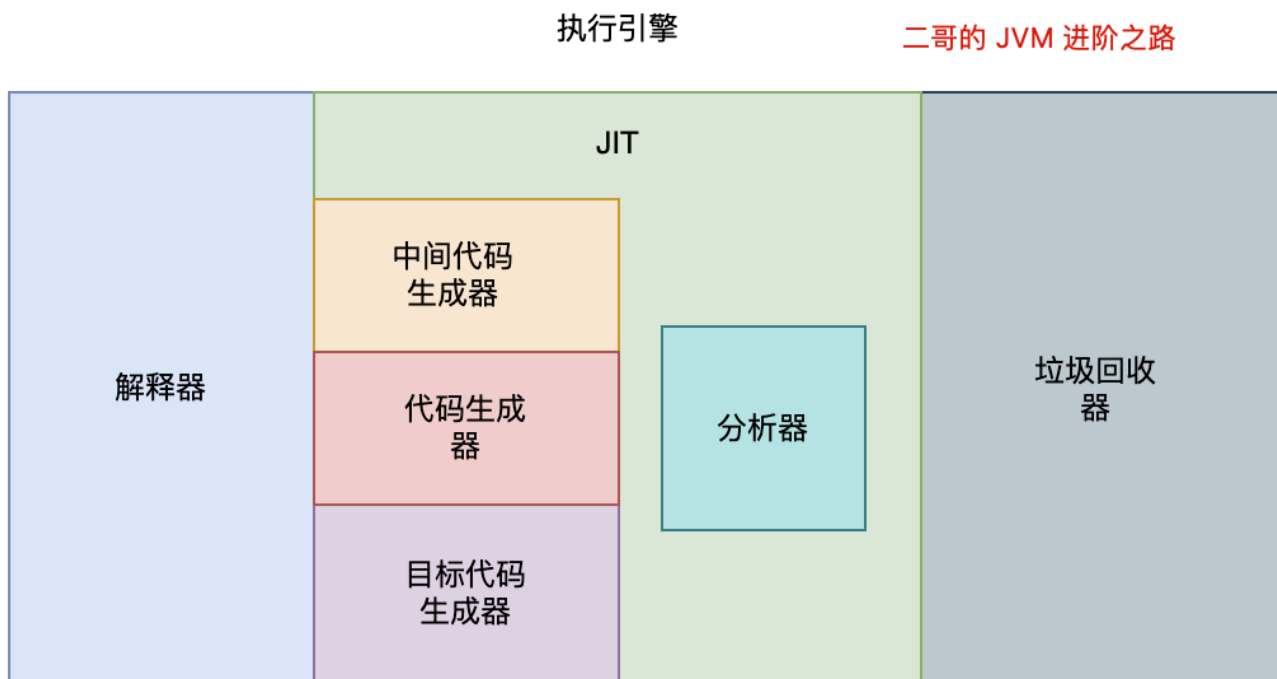 执行引擎
二哥的 JVM 进阶之路
JIT
中间代码
生成器
解释器
代码生成
器
分析器
垃圾回收
器
目标代码
生成器